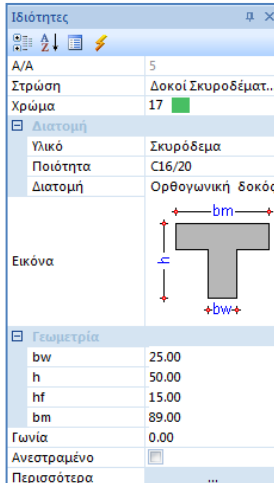 Ιδιότητες
Α/Α 5
Στρώση Δοκοί Σκυροδέματ..
Χρώμα 17
Διατομή
Υλικό Σκυρόδεμα
Ποιότητα C16/20
Διατομή Ορθογωνική δοκός
Εικόνα
bm
h
bw
Γεωμετρία
bw 25.00
h 50.00
hf 15.00
bm 89.00
Γωνία 0.00
Ανεστραμένο
Περισσότερα ...